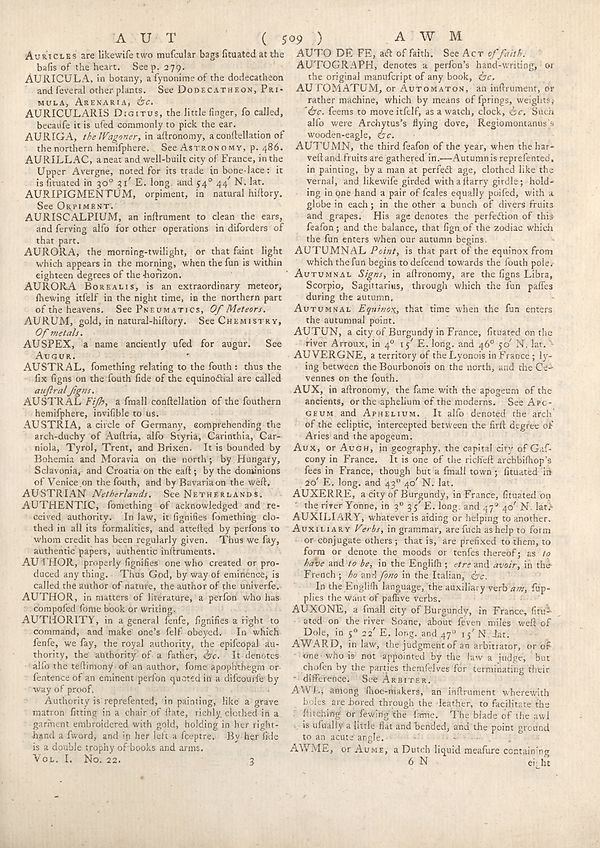 A U T ( 509 ) A W M
Auricles are likewiſe two muſcular bags ſituated at the
baſis of the heart. See p. 279.
AURICULA, in botany, a ſynonime of the dodecatheon
and ſeveral other plants. See Dodecatheon, Pri-
mula, Arenaria, &c.
AURICULARIS Digitus, the little finger, ſo called,
becauſe it is uſed commonly to pick the ear.
AURIGA, the Wagoner, in aſtronomy, a conſtellation of
the northern hemiſphere. See Astronomy, p. 486.
AURILLAC, a neat and well-built city of France, in the
Upper Avergne, noted for its trade in bone-lace: it
is ſituated in 30° 31′ E. long. and 54° 44′ N. lat.
AURIPIGMENTUM, orpiment, in natural hiſtory.
See Orpiment.
AURISCALPIUM, an inſtrument to clean the ears,
and ſerving alſo for other operations in diſorders of
that part.
AURORA, the morning-twilight, or that faint light
which appears in the morning, when the ſun is within
eighteen degrees of the horizon.
AURORA Borealis, is an extraordinary meteor,
ſhewing itſelf in the night time, in the northern part
of the heavens. See Pneumatics, Of Meteors.
AURUM, gold, in natural-hiſtory. See Chemistry,
Of metals.
AUSPEX, a name anciently uſed for augur. See
Augur.
AUSTRAL, ſomething relating to the ſouth: thus the
ſix ſigns on the ſouth ſide of the equinoctial are called
auſtral ſigns.
AUSTRAL Fiſh, a ſmall conſtellation of the ſouthern
hemiſphere, inviſible to us.
AUSTRIA, a circle of Germany, comprehending the
arch-duchy of Auſtria, alſo Styria, Carinthia, Car-
niola, Tyrol, Trent, and Brixen. It is bounded by
Bohemia and Moravia on the north; by Hungary,
Sclavonia, and Croatia on the eaſt; by the dominions
of Venice on the ſouth, and by Bavaria on the weſt.
AUSTRIAN Netherlands. See Netherlands.
AUTHENTIC, ſomething of acknowledged and re-
ceived authority. In law, it ſignifies ſomething clo-
thed in all its formalities, and atteſted by perſons to
whom credit has been regularly given. Thus we ſay,
authentic papers, authentic inſtruments.
AUTHOR, properly ſignifies one who created or pro-
duced any thing. Thus God, by way of eminence, is
called the author of nature, the author of the univerſe.
AUTHOR, in matters of literature, a perſon who has
compoſed ſome book or writing.
AUTHORITY, in a general ſenſe, ſignifies a right to
command, and make one's ſelf obeyed. In which
ſenſe, we ſay, the royal authority, the epiſcopal au-
thority, the authority of a father, &c. It denotes
alſo the teſtimony of an author, ſome apophthegm or
ſentence of an eminent perſon quoted in a diſcourſe by
way of proof.
Authority is repreſented, in painting, like a grave
matron ſitting in a chair of ſtate, richly clothed in a
garment embroidered with gold, holding in her right-
hand a ſword, and in her left a ſceptre. By her ſide
is a double trophy of books and arms.
Vol. I. No. 22. 3
AUTO DE FE, act of faith. See Act of faith.
AUTOGRAPH, denotes a perſon's hand-writing, or
the original manuſcript of any book, &c.
AUTOMATUM, or Automaton, an inſtrument, or
rather machine, which by means of ſprings, weights,
&c. ſeems to move itſelf, as a watch, clock, &c. Such
alſo were Archytus's flying dove, Regiomontanus's
wooden-eagle, &c.
AUTUMN, the third ſeaſon of the year, when the har-
veſt and fruits are gathered in.—Autumn is repreſented,
in painting, by a man at perfect age, clothed like the
vernal, and likewiſe girded with a ſtarry girdle; hold-
ing in one hand a pair of ſcales equally poiſed, with a
globe in each; in the other a bunch of divers fruits
and grapes. His age denotes the perfection of this
ſeaſon; and the balance, that ſign of the zodiac which
the ſun enters when our autumn begins.
AUTUMNAL Point, is that part of the equinox from
which the ſun begins to deſcend towards the ſouth pole.
Autumnal Signs, in aſtronomy, are the ſigns Libra,
Scorpio, Sagittarius, through which the ſun paſſes
during the autumn.
Autumnal Equinox, that time when the ſun enters
the autumnal point.
AUTUN, a city of Burgundy in France, ſituated on the
river Arroux, in 4° 15′ E. long. and 46° 50′ N. lat.
AUVERGNE, a territory of the Lyonois in France; ly-
ing between the Bourbonois on the north, and the Ce-
vennes on the ſouth.
AUX, in aſtronomy, the ſame with the apogeum of the
ancients, or the aphelium of the moderns. See Apo-
geum and Aphelium. It alſo denoted the arch
of the ecliptic, intercepted between the firſt degree of
Aries and the apogeum.
Aux, or Augh, in geography, the capital city of Gaſ-
cony in France. It is one of the richeſt archbiſhop's
ſees in France, though but a ſmall town; ſituated in
20′ E. long. and 43° 40′ N. lat.
AUXERRE, a city of Burgundy, in France, ſituated on
the river Yonne, in 3° 35′ E. long. and 47° 40′ N. lat.
AUXILIARY, whatever is aiding or helping to another.
Auxiliary Verbs, in grammar, are ſuch as help to form
or conjugate others; that is, are prefixed to them, to
form or denote the moods or tenſes thereof; as to
have and to be, in the Engliſh; etre and avoir, in the
French; ho and ſono in the Italian, &c.
In the Engliſh language, the auxiliary verb am, ſup-
plies the want of paſſive verbs.
AUXONE, a ſmall city of Burgundy, in France, ſitu-
ated on the river Soane, about ſeven miles weſt of
Dole, in 5° 22′ E. long. and 47° 15′ N. lat.
AWARD, in law, the judgment of an arbitrator, or of
one who is not appointed by the law a judge, but
choſen by the parties themſelves for terminating their
difference. See Arbiter.
AWL, among ſhoe-makers, an inſtrument wherewith
holes are bored through the leather, to facilitate the
ſtitching or ſewing the ſame. The blade of the awl
is uſually a little flat and bended, and the point ground
to an acute angle.
AWME, or Aume, a Dutch liquid meaſure containing
6 N eight